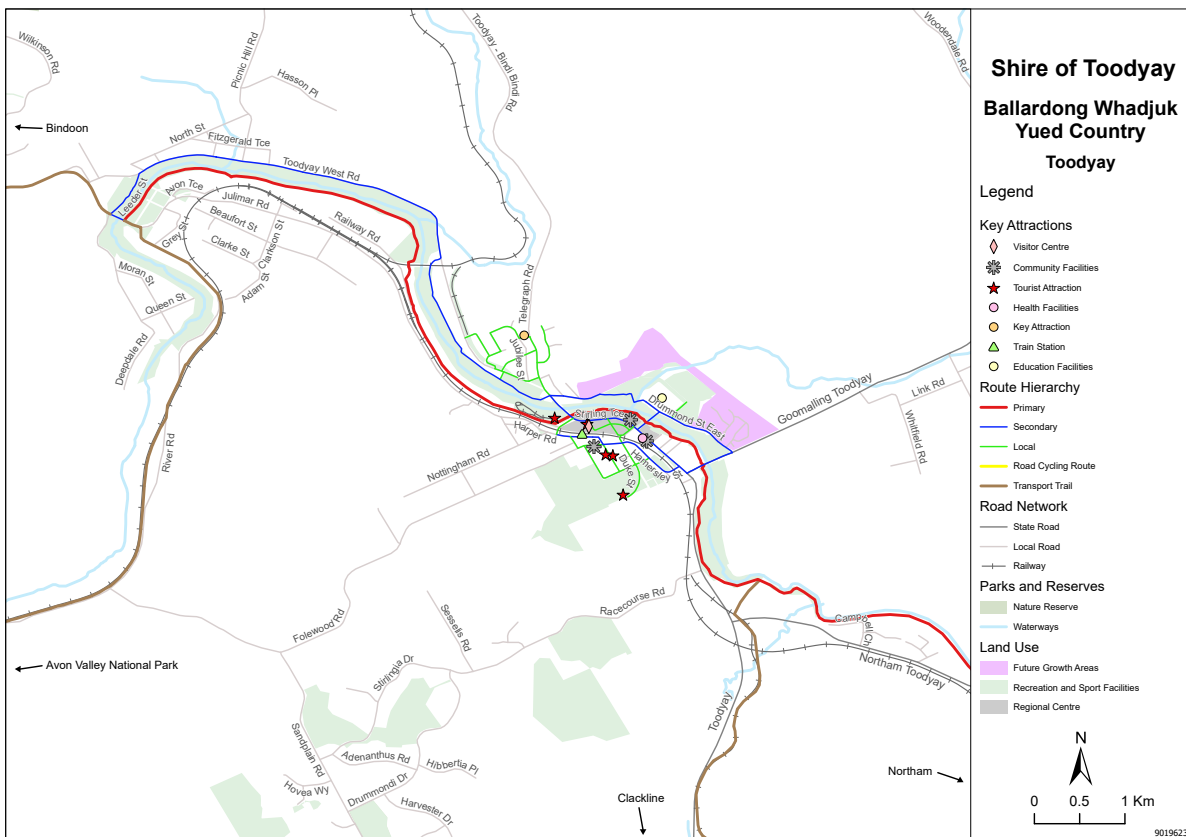 Wilkinson Rd
Picnic Hill Rd
Hasson Pl
Toodyay - Bindi Bindi Rd
Woodendale Rd
Bindoon
North St
Fitzgerald Tce
Toodyay West Rd
Leeder St
Avon Tce
Julimar Rd
Beaufort St
Railway Rd
Grey St
Clarke St
Clarkson St
Moran St
Adam St
Queen St
Deepdale Rd
Telegraph Rd
Jubilee St
Goomalling Toodyay
Link Rd
Whitfield Rd
Drummond St East
Stirling Tce
Harper Rd
Nottingham Rd
Duke St
Hamersley
St
River Rd
Racecourse Rd
Folewood Rd
Sesselis Rd
Stirlingia Dr
Avon Valley National Park
Northam Toodyay
Toodyay
Sandplain Rd
Adenanthus Rd
Hibbertia Pl
Hovea Wy
Drummondi Dr
Harvester Dr
Clackline
Northam
Shire of Toodyay
Ballardong Whadjuk
Yued Country
Toodyay
Legend
Key Attractions
Visitor Centre
Community Facilities
Tourist Attraction
Health Facilities
Key Attraction
Train Station
Education Facilities
Route Hierarchy
Primary
Secondary
Local
Road Cycling Route
Transport Trail
Road Network
State Road
Local Road
Railway
Parks and Reserves
Nature Reserve
Waterways
Land Use
Future Growth Areas
Recreation and Sport Facilities
Regional Centre
N
0 0.5 1 Km
9019623